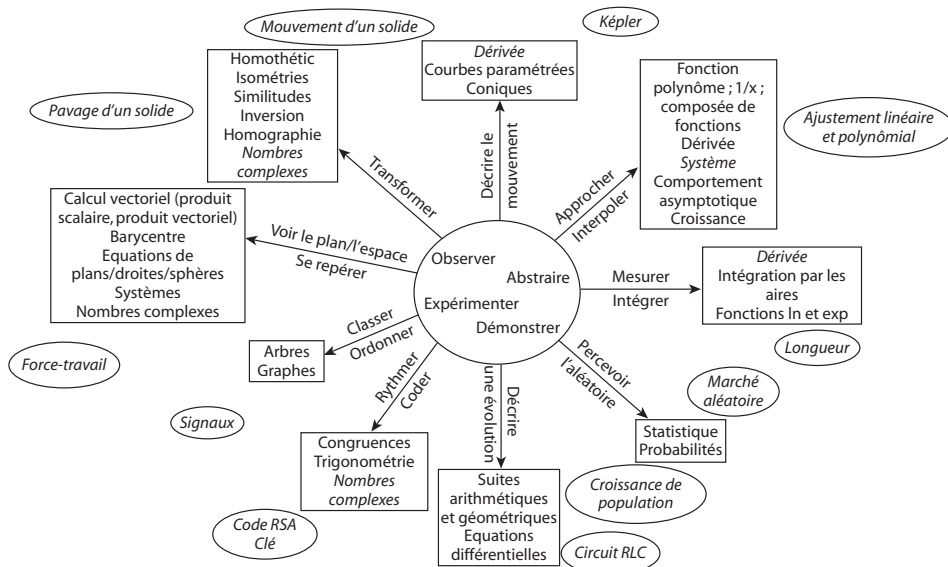 Mouvement d'un solide
Képler
Homothétic
Isométries
Similitudes
Inversion
Homographie
Nombres
complexes
Dérivée
Courbes paramétrées
Coniques
Fonction
polynôme ; 1/x ;
composée de
fonctions
Dérivée
Système
Comportement
asymptotique
Croissance
Pavage d'un solide
Ajustement linéaire
et polynômial
Transformer
Décrire le
mouvement
Approcher
Interpoler
Calcul vectoriel (produit
scalaire, produit vectoriel)
Barycentre
Equations de
plans/droites/sphères
Systèmes
Nombres complexes
Voir le plan/l'espace
Se repérer
Observer
Abstraire
Expérimenter
Démontrer
Mesurer
Intégrer
Dérivée
Intégration par les
aires
Fonctions ln et exp
Longueur
Classer
Ordonner
Arbres
Graphes
Force-travail
Rythmer
Coder
Décrire
une évolution
Percevoir
l'aléatoire
Marché
aléatoire
Statistique
Probabilités
Signaux
Congruences
Trigonométrie
Nombres
complexes
Suites
arithmétiques
et géométriques
Equations
différentielles
Croissance de
population
Code RSA
Clé
Circuit RLC